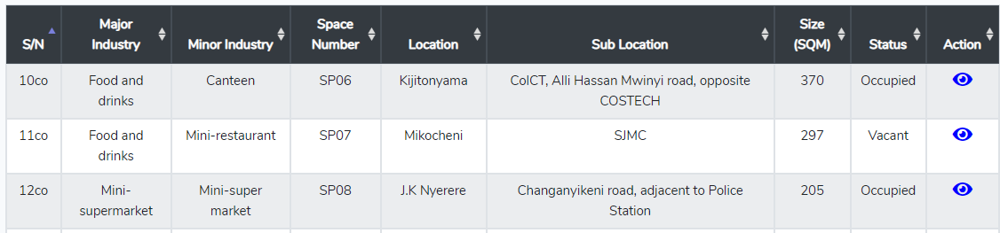 S/N Major Industry Minor Industry Space Number Location Sub Location Size (SQM) Status Action
10co Food and drinks Canteen SP06 Kijitonyama CoICT, Alli Hassan Mwinyi road, opposite COSTECH 370 Occupied
11co Food and drinks Mini-restaurant SP07 Mikocheni SJMC 297 Vacant
12co Mini-supermarket Mini-super market SP08 J.K Nyerere Changanyikeni road, adjacent to Police Station 205 Occupied